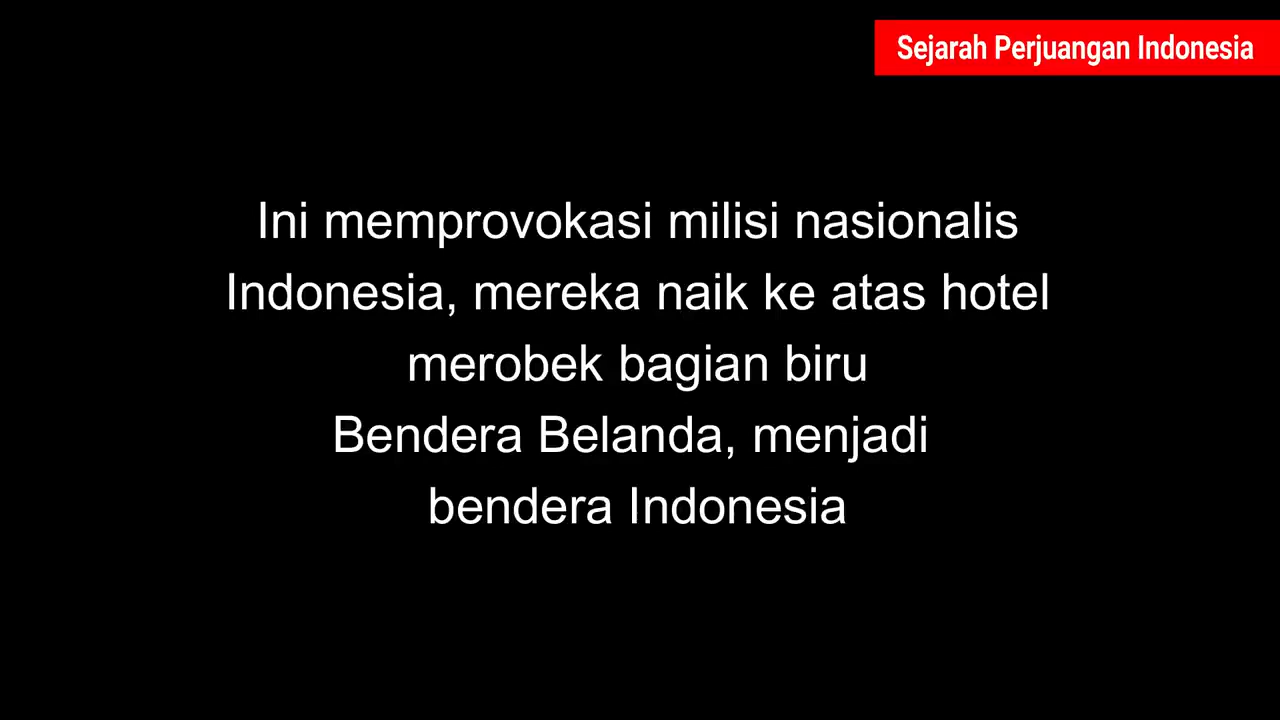 Sejarah Perjuangan Indonesia
Ini memprovokasi milisi nasionalis
Indonesia, mereka naik ke atas hotel
merobek bagian biru
Bendera Belanda, menjadi
bendera Indonesia